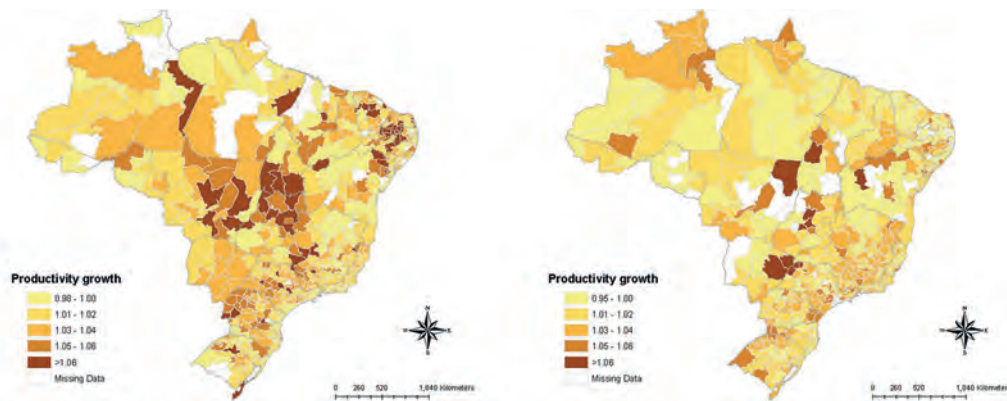 Productivity growth
0.98 - 1.00
1.01 - 1.02
1.03 - 1.04
1.05 - 1.06
>1.06
Missing Data
N
W E
S
0 260 520 1,040 Kilometers
Productivity growth
0.95 - 1.00
1.01 - 1.02
1.03 - 1.04
1.05 - 1.06
>1.06
Missing Data
N
W E
S
0 260 520 1,040 Kilometers